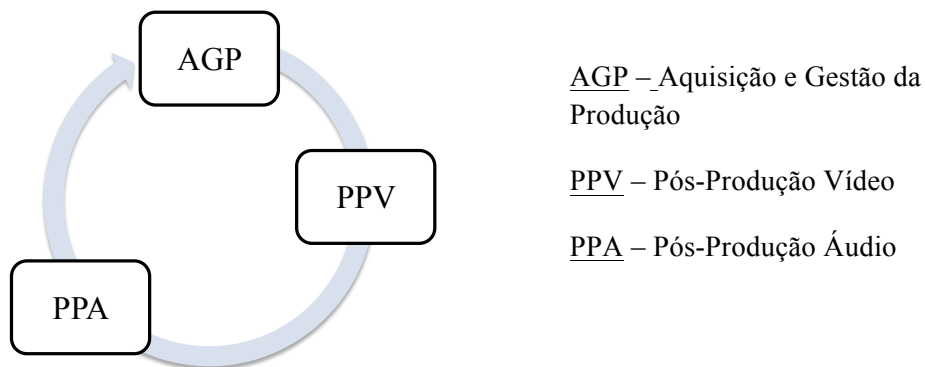 AGP
PPV
PPA
AGP – Aquisição e Gestão da
Produção
PPV – Pós-Produção Vídeo
PPA – Pós-Produção Áudio